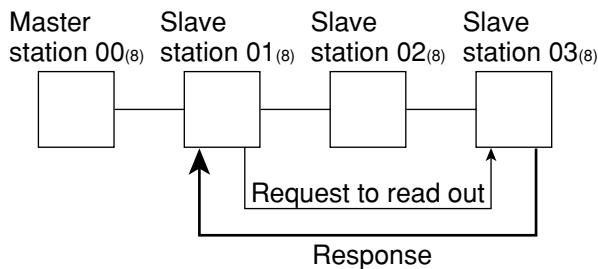 Master station 00(8)
Slave station 01(8)
Slave station 02(8)
Slave station 03(8)
Request to read out
Response